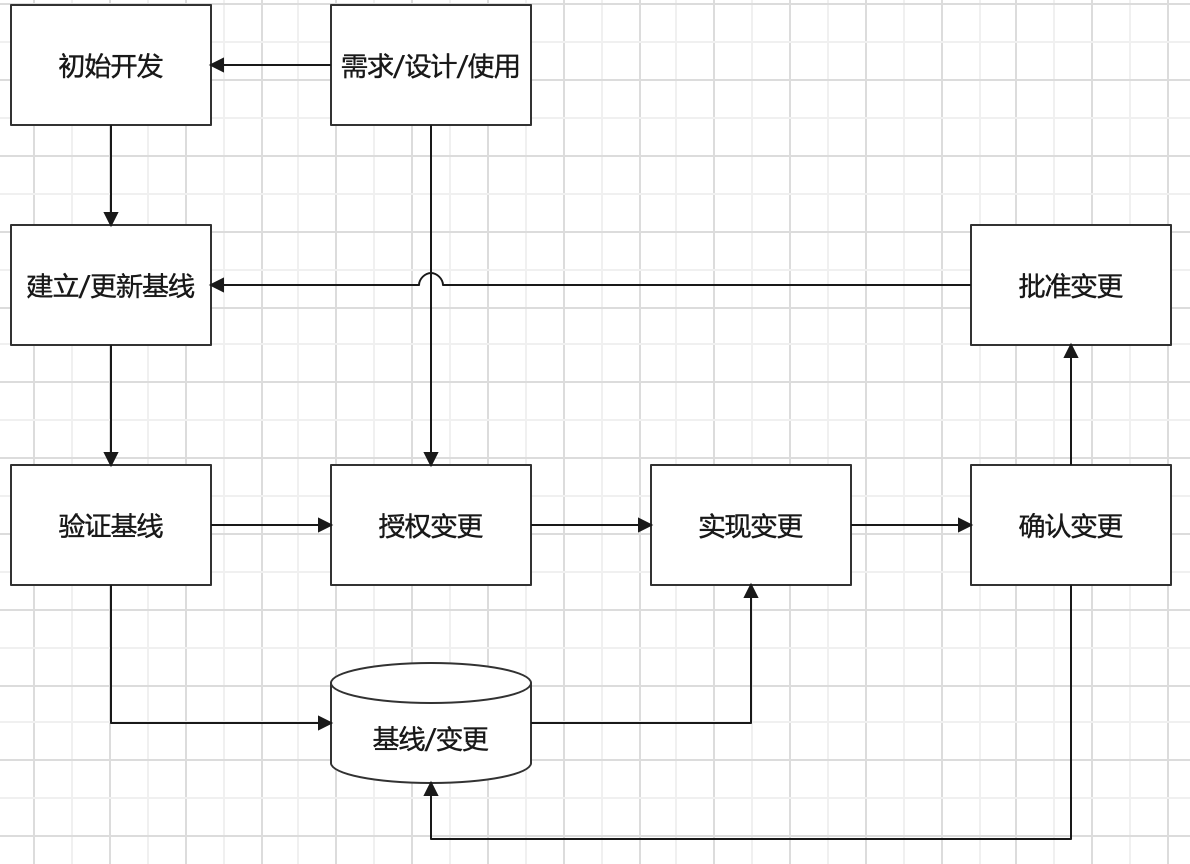 初始开发
需求/设计/使用
建立/更新基线
批准变更
验证基线
授权变更
实现变更
确认变更
基线/变更